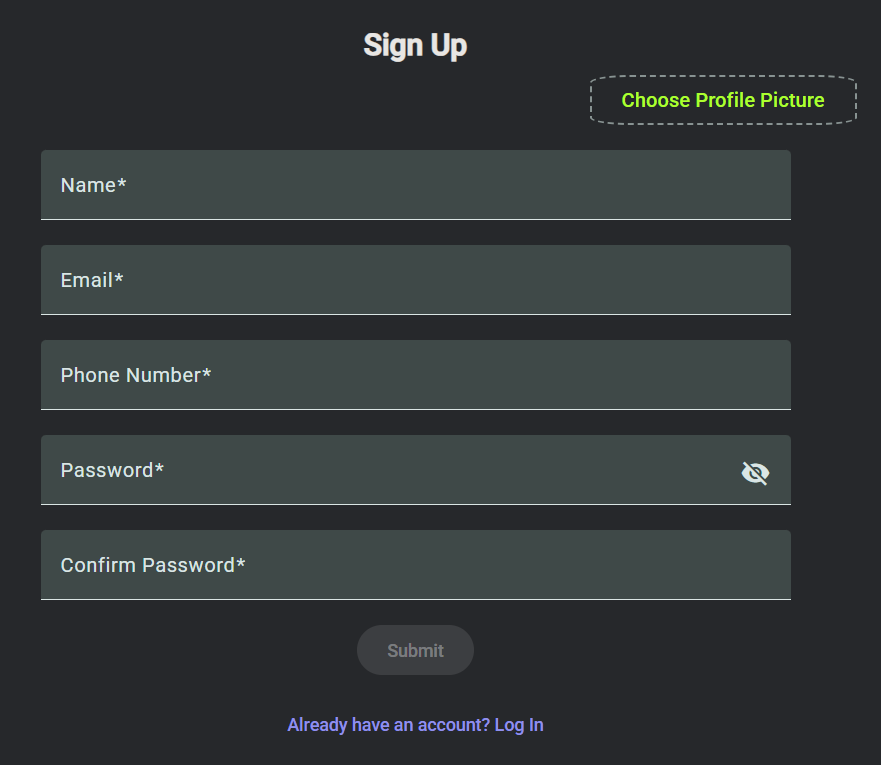 Sign Up
Choose Profile Picture
Name*
Email*
Phone Number*
Password*
Confirm Password*
Submit
Already have an account? Log In